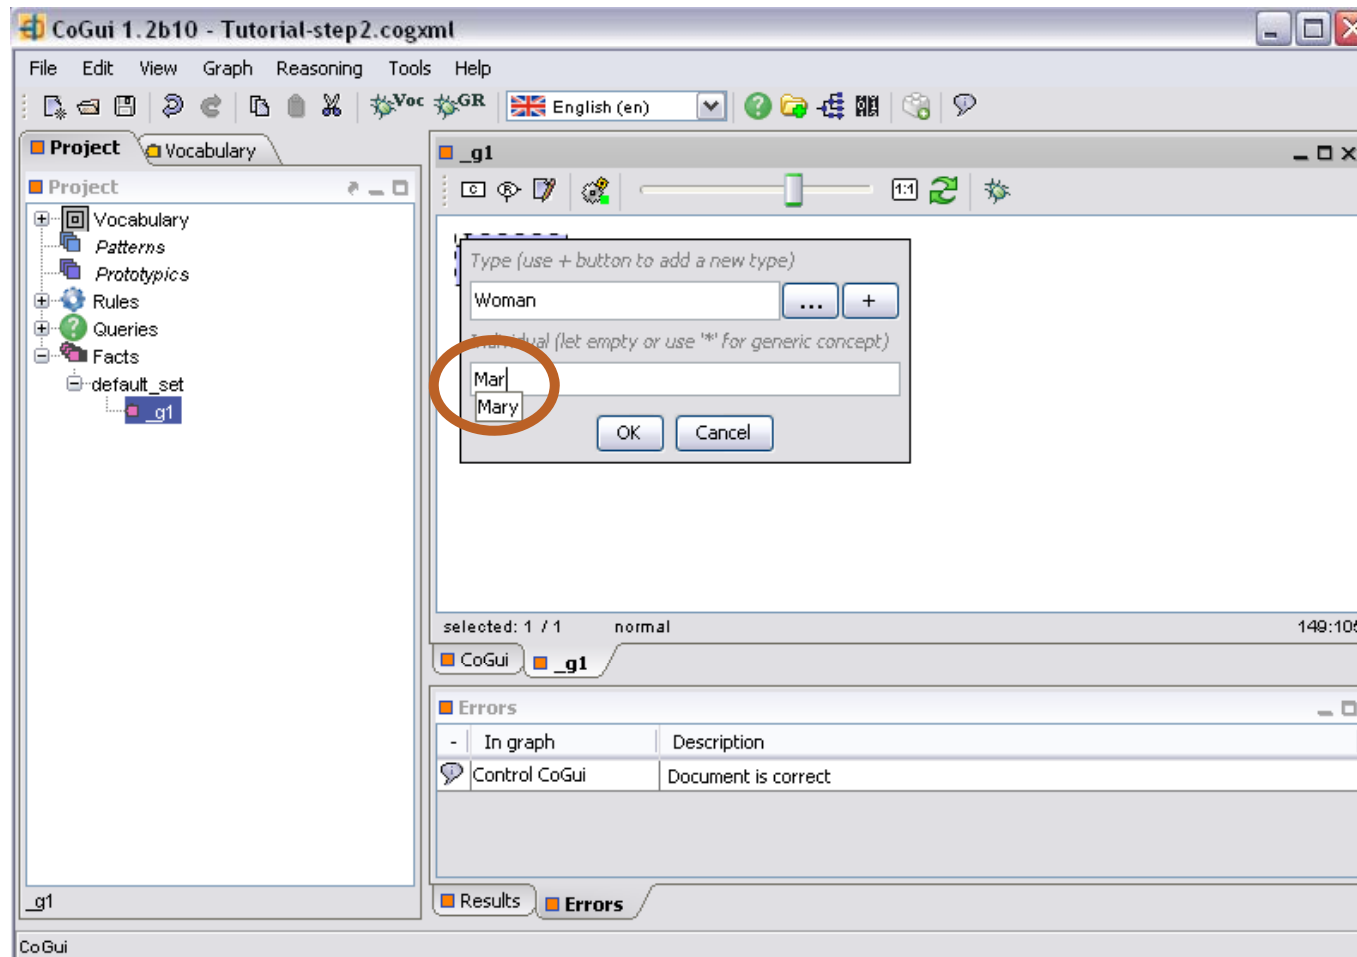 CoGui 1.2b10 - Tutorial-step2.cogxml
File Edit View Graph Reasoning Tools Help
Voc GR English (en)
Project Vocabulary
Project
Vocabulary
Patterns
Prototypics
Rules
Queries
Facts
default_set
_g1
_g1
_g1
C R 1:1
Type (use + button to add a new type)
Woman ... +
Individual (let empty or use '*' for generic concept)
Mar
Mary
OK Cancel
selected: 1 / 1 normal
CoGui _g1
Errors
- In graph Description
Control CoGui Document is correct
Results Errors
CoGui